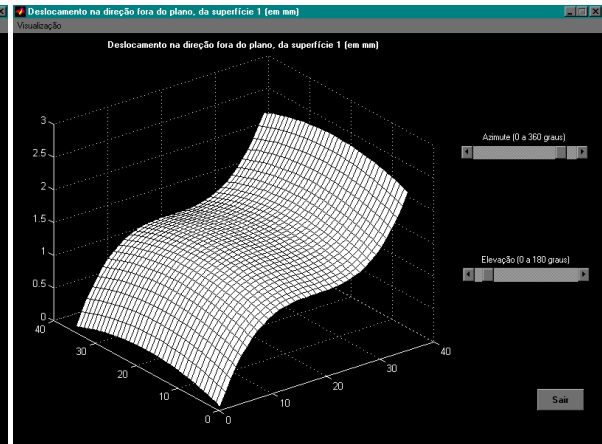 Deslocamento na direção fora do plano, da superfície 1 (em mm)
Visualização
Deslocamento na direção fora do plano, da superfície 1 (em mm)
3
2.5
2
1.5
1
0.5
0
40
30
20
10
0
0
10
20
30
40
Azimute (0 a 360 graus)
Elevação (0 a 180 graus)
Sair